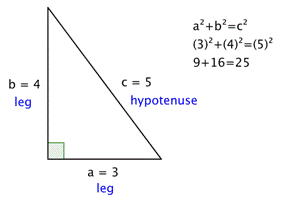 a²+b²=c²
(3)²+(4)²=(5)²
9+16=25
b = 4
leg
c = 5
hypotenuse
a = 3
leg